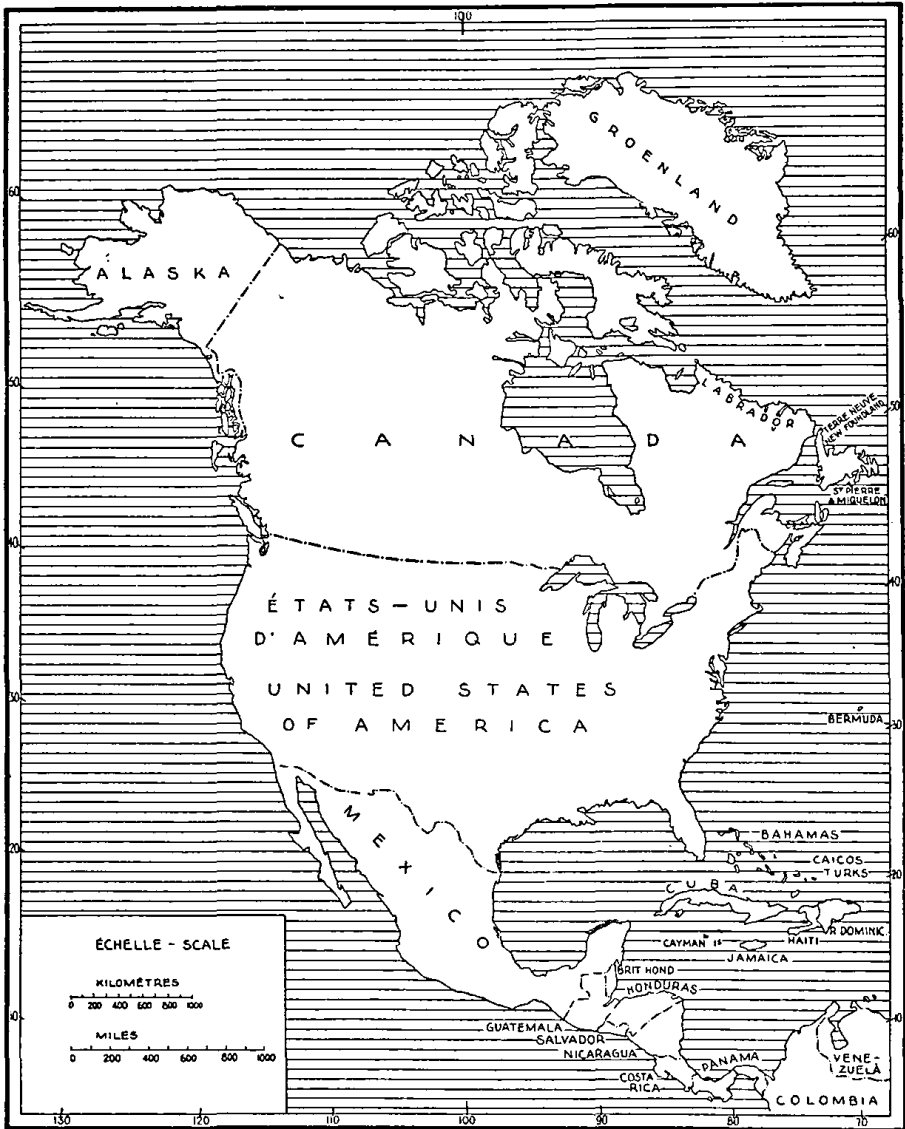 100
GROENLAND
60
60
ÁLASKA
50
LABRADOR
50
TERRE NEUVE
NEW FOUNDLAND
CANADA
ST PIERRE
& MIQUELON
40
40
ÉTATS-UNIS
D'AMÉRIQUE
UNITED STATES
OF AMERICA
30
30
BERMUDA
MEXICO
BAHAMAS
20
CAICOS
TURKS
20
CUBA
R DOMINIC.
HAITI
CAYMAN IS
JAMAICA
ÉCHELLE - SCALE
KILOMÈTRES
0 200 400 600 800 1000
MILES
0 200 400 600 800 1000
BRIT HOND
HONDURAS
10
10
GUATEMALA
SALVADOR
NICARAGUA
COSTA
RICA
PANAMA
VENE-
ZUELÀ
COLOMBIA
130 120 110 100 90 80 70